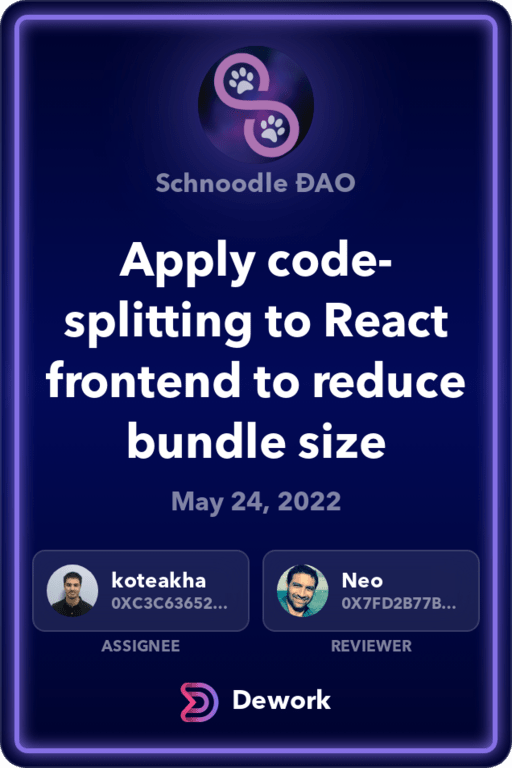 Schnoodle ÐAO
Apply code-
splitting to React
frontend to reduce
bundle size
May 24, 2022
koteakha
0XC3C63652...
Neo
0X7FD2B77B...
ASSIGNEE
REVIEWER
Dework